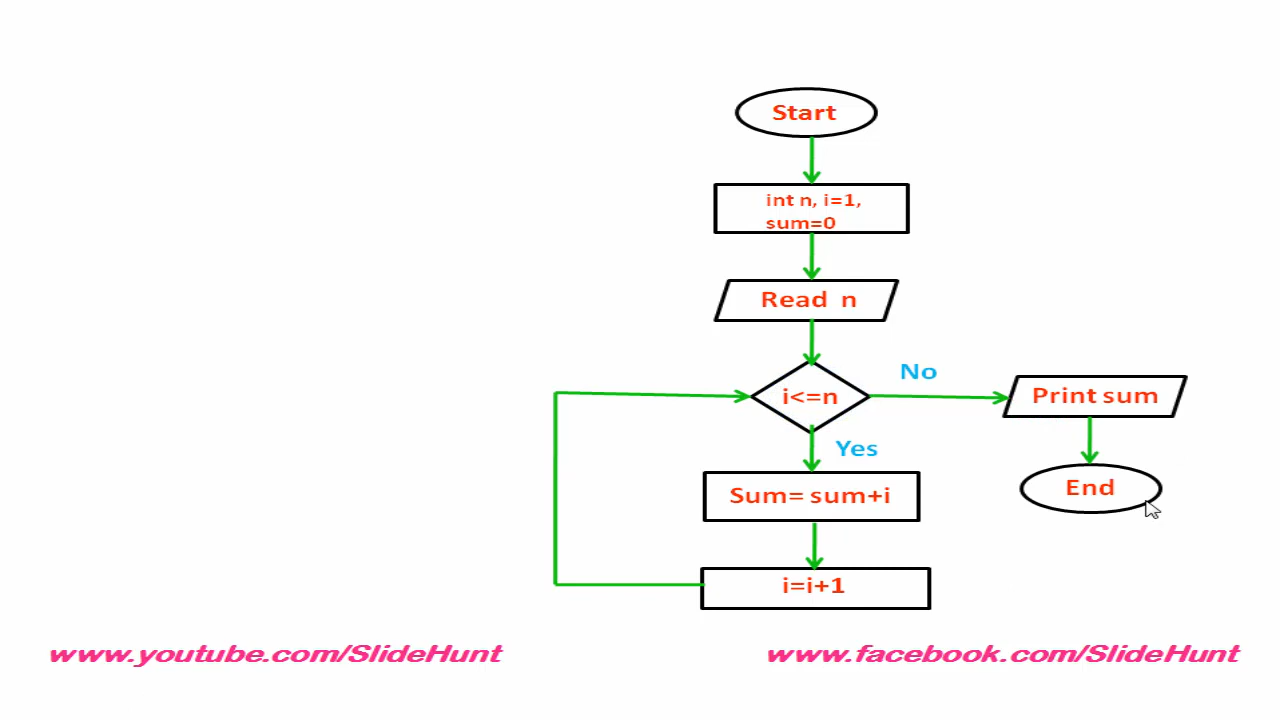 Start
int n, i=1,
sum=0
Read n
i<=n
No
Print sum
Yes
End
Sum= sum+i
i=i+1
www.youtube.com/SlideHunt
www.facebook.com/SlideHunt